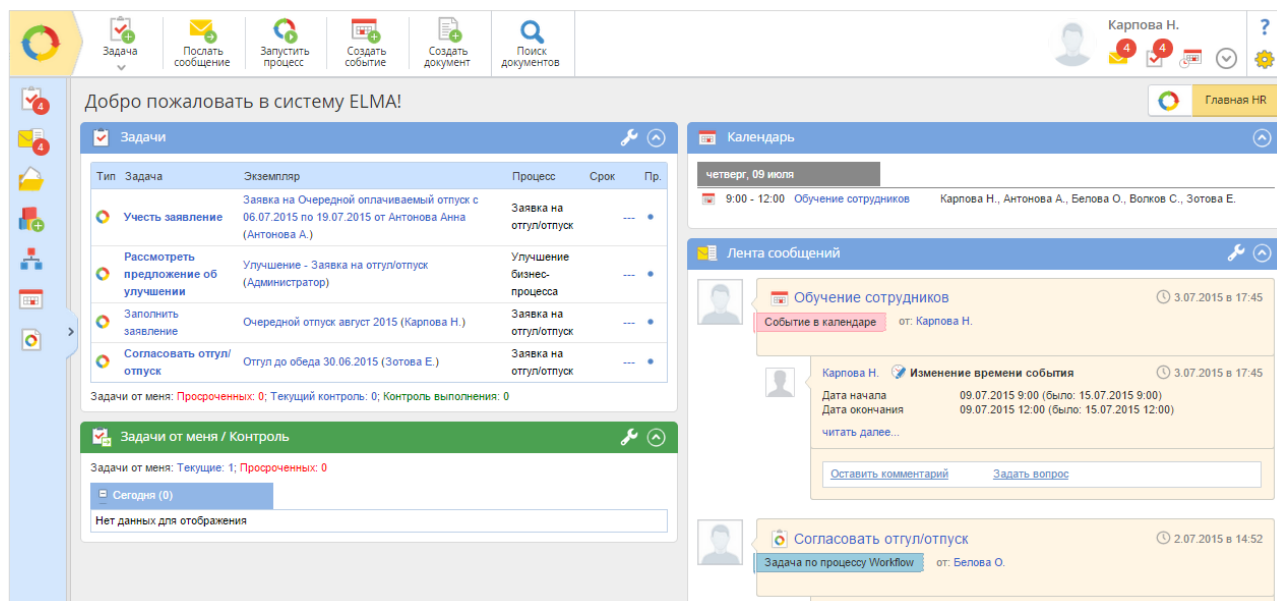 Задача
Послать
сообщение
Запустить
процесс
Создать
событие
Создать
документ
Поиск
документов
Карпова Н.
4
4
?
4
4
Добро пожаловать в систему ELMA!
Главная HR
Задачи
Тип Задача Экземпляр Процесс Срок Пр.
Учесть заявление
Заявка на Очередной оплачиваемый отпуск с
06.07.2015 по 19.07.2015 от Антонова Анна
(Антонова А.)
Заявка на
отгул/отпуск
---
Рассмотреть
предложение об
улучшении
Улучшение - Заявка на отгул/отпуск
(Администратор)
Улучшение
бизнес-
процесса
---
Заполнить
заявление
Очередной отпуск август 2015 (Карпова Н.)
Заявка на
отгул/отпуск
---
Согласовать отгул/
отпуск
Отгул до обеда 30.06.2015 (Зотова Е.)
Заявка на
отгул/отпуск
---
Задачи от меня: Просроченных: 0; Текущий контроль: 0; Контроль выполнения: 0
Задачи от меня / Контроль
Задачи от меня: Текущие: 1; Просроченных: 0
Сегодня (0)
Нет данных для отображения
Календарь
четверг, 09 июля
9:00 - 12:00 Обучение сотрудников Карпова Н., Антонова А., Белова О., Волков С., Зотова Е.
Лента сообщений
Обучение сотрудников 3.07.2015 в 17:45
Событие в календаре от: Карпова Н.
Карпова Н. Изменение времени события 3.07.2015 в 17:45
Дата начала 09.07.2015 9:00 (было: 15.07.2015 9:00)
Дата окончания 09.07.2015 12:00 (было: 15.07.2015 12:00)
читать далее...
Оставить комментарий Задать вопрос
Согласовать отгул/отпуск 2.07.2015 в 14:52
Задача по процессу Workflow от: Белова О.